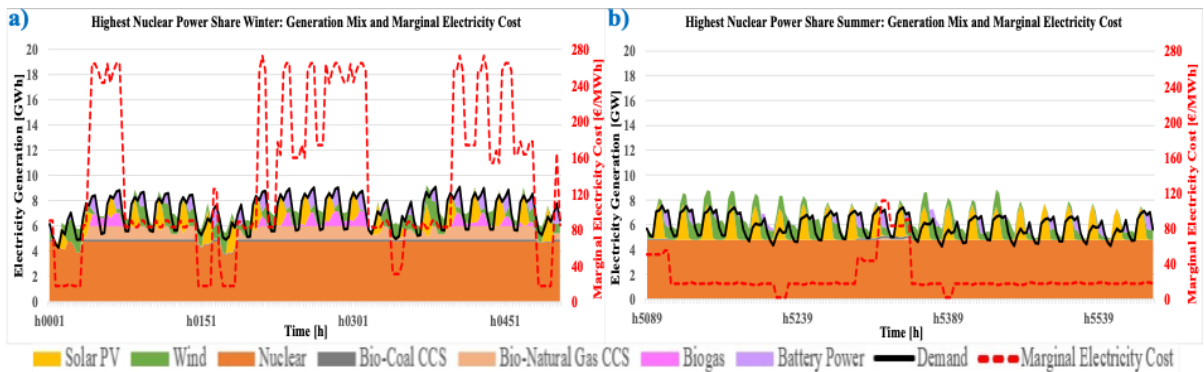 a)
Highest Nuclear Power Share Winter: Generation Mix and Marginal Electricity Cost
Electricity Generation [GWh]
20
18
16
14
12
10
8
6
4
2
0
280
240
200
160
120
80
40
0
Marginal Electricity Cost [€/MWh]
h0001
h0151
h0301
h0451
Time [h]
b)
Highest Nuclear Power Share Summer: Generation Mix and Marginal Electricity Cost
Electricity Generation [GW]
20
18
16
14
12
10
8
6
4
2
0
280
240
200
160
120
80
40
0
Marginal Electricity Cost [€/MWh]
h5089
h5239
h5389
h5539
Time [h]
Solar PV Wind Nuclear Bio-Coal CCS Bio-Natural Gas CCS Biogas Battery Power Demand Marginal Electricity Cost